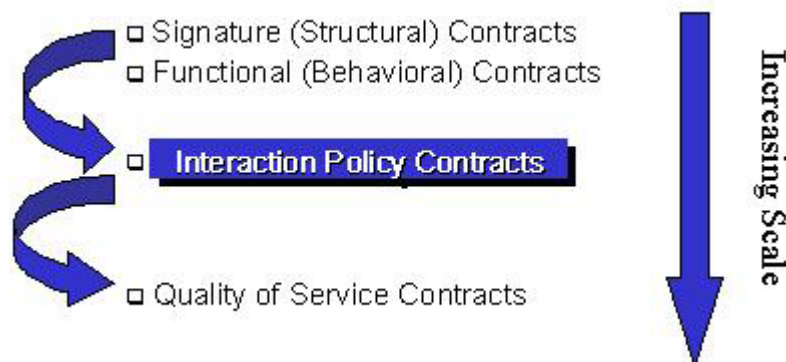 Signature (Structural) Contracts
Functional (Behavioral) Contracts
Interaction Policy Contracts
Quality of Service Contracts
Increasing Scale